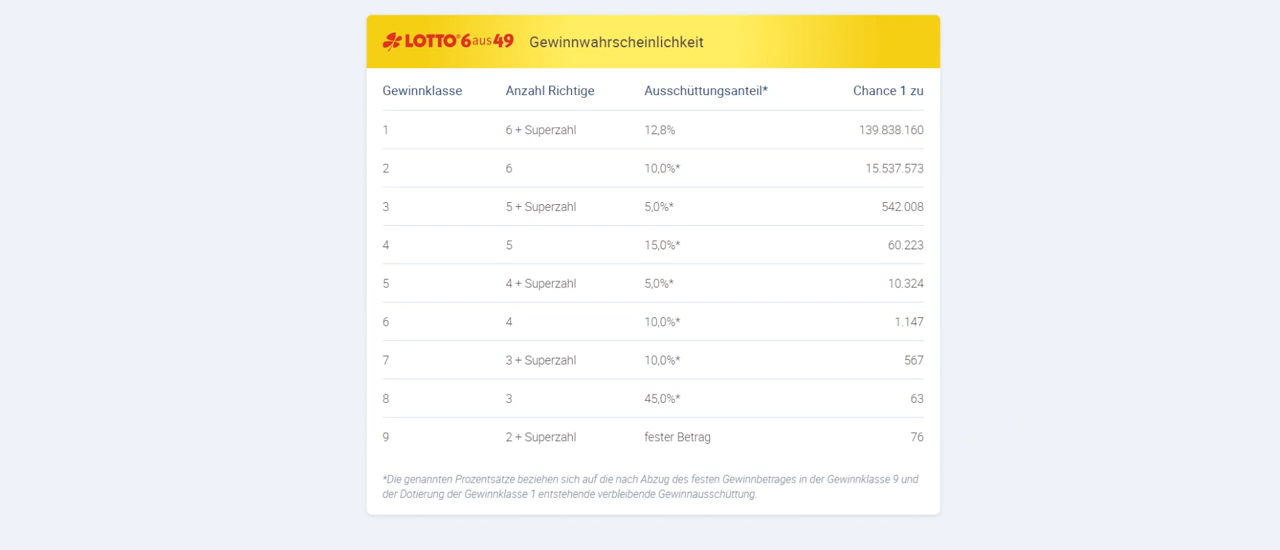 LOTTO® 6aus49 Gewinnwahrscheinlichkeit
Gewinnklasse Anzahl Richtige Ausschüttungsanteil* Chance 1 zu
1 6 + Superzahl 12,8% 139.838.160
2 6 10,0%* 15.537.573
3 5 + Superzahl 5,0%* 542.008
4 5 15,0%* 60.223
5 4 + Superzahl 5,0%* 10.324
6 4 10,0%* 1.147
7 3 + Superzahl 10,0%* 567
8 3 45,0%* 63
9 2 + Superzahl fester Betrag 76
*Die genannten Prozentsätze beziehen sich auf die nach Abzug des festen Gewinnbetrages in der Gewinnklasse 9 und
der Dotierung der Gewinnklasse 1 entstehende verbleibende Gewinnausschüttung.